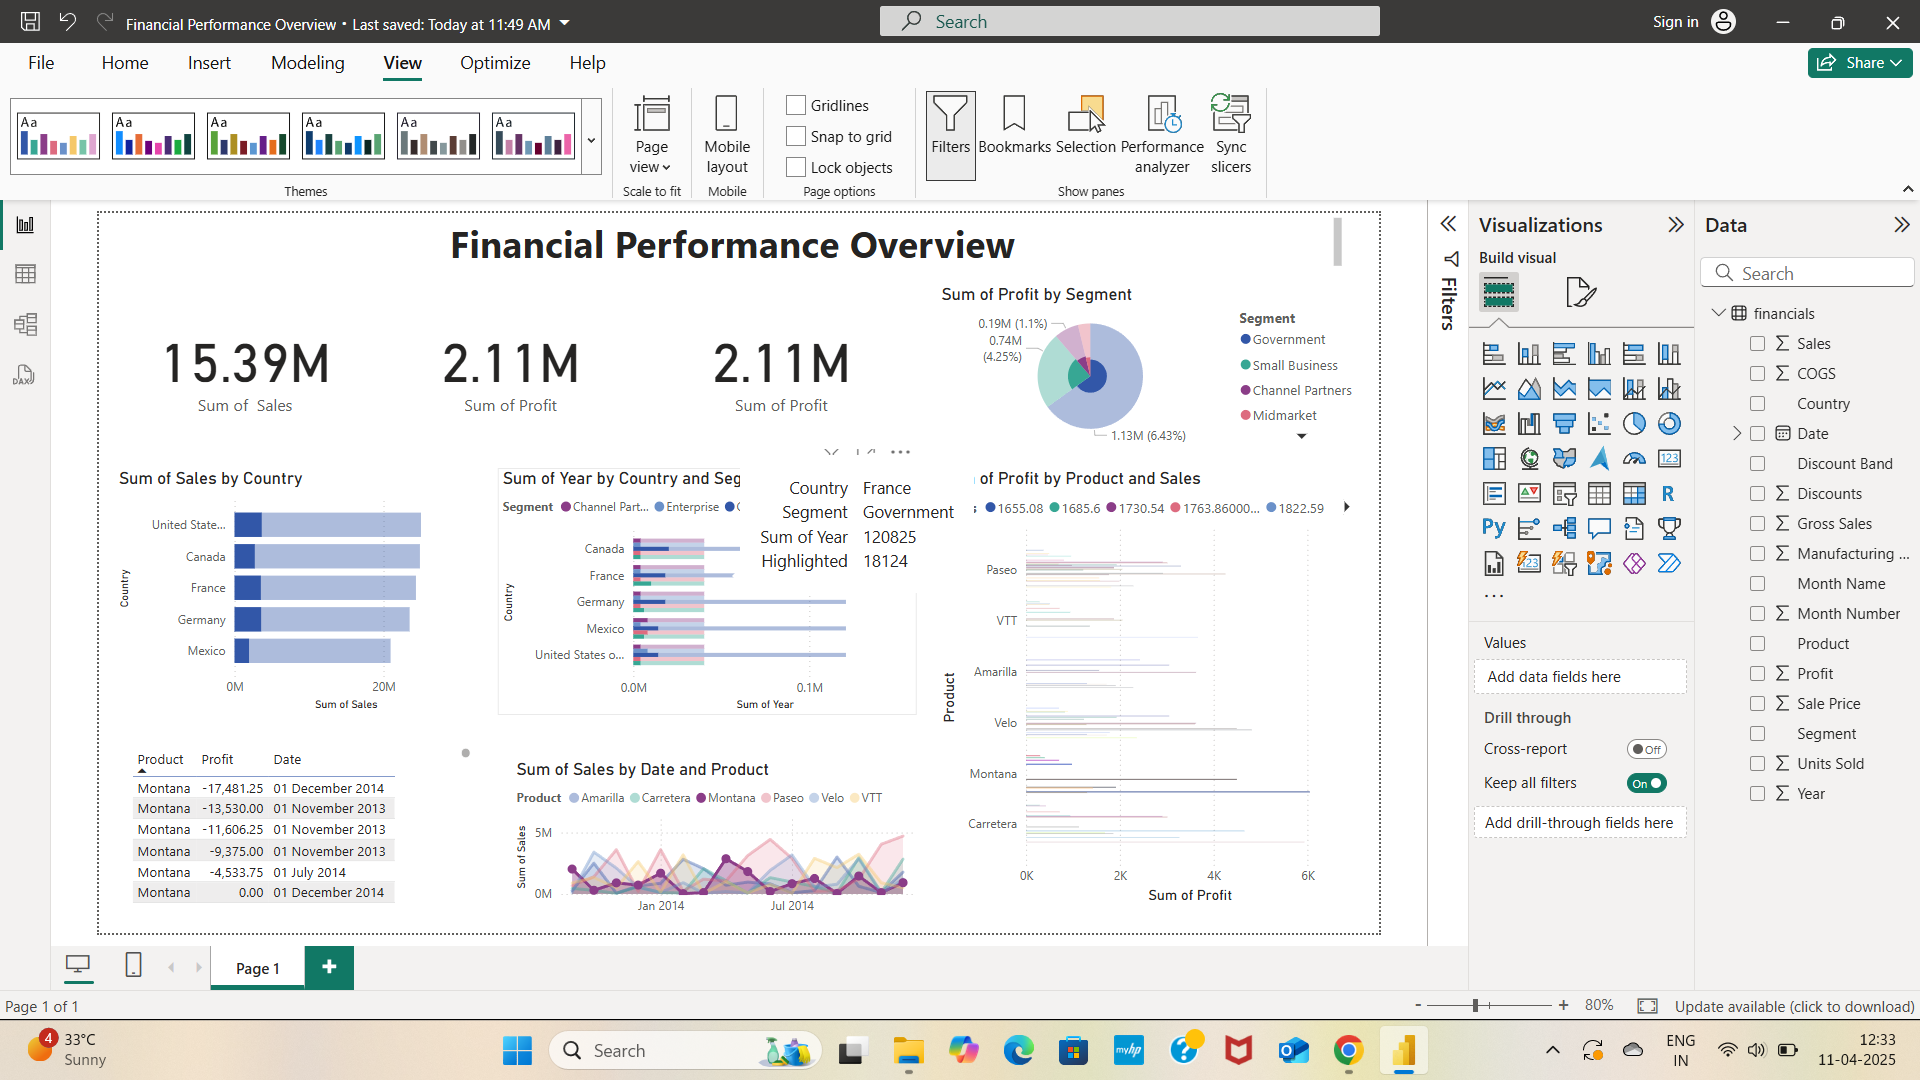 Financial Performance Overview • Last saved: Today at 11:49 AM
Search
Sign in
File Home Insert Modeling View Optimize Help
Share
Aa Aa Aa Aa Aa Aa
Page view
Mobile layout
Gridlines
Snap to grid
Lock objects
Filters Bookmarks Selection Performance analyzer Sync slicers
Themes Scale to fit Mobile Page options Show panes
Financial Performance Overview
15.39M
Sum of Sales
2.11M
Sum of Profit
2.11M
Sum of Profit
Sum of Profit by Segment
0.19M (1.1%)
0.74M
(4.25%)
1.13M (6.43%)
Segment
Government
Small Business
Channel Partners
Midmarket
Sum of Sales by Country
Country
United State...
Canada
France
Germany
Mexico
0M 20M
Sum of Sales
Sum of Year by Country and Seg
Segment Channel Part... Enterprise
Country
Canada
France
Germany
Mexico
United States o...
0.0M 0.1M
Sum of Year
Country France
Segment Government
Sum of Year 120825
Highlighted 18124
of Profit by Product and Sales
1655.08 1685.6 1730.54 1763.86000... 1822.59
Product
Paseo
VTT
Amarilla
Velo
Montana
Carretera
0K 2K 4K 6K
Sum of Profit
Product Profit Date
Montana -17,481.25 01 December 2014
Montana -13,530.00 01 November 2013
Montana -11,606.25 01 November 2013
Montana -9,375.00 01 November 2013
Montana -4,533.75 01 July 2014
Montana 0.00 01 December 2014
Sum of Sales by Date and Product
Product Amarilla Carretera Montana Paseo Velo VTT
Sum of Sales
5M
0M
Jan 2014 Jul 2014
Filters
Visualizations
Build visual
123
R
Py
123
...
Values
Add data fields here
Drill through
Cross-report Off
Keep all filters On
Add drill-through fields here
Data
Search
financials
Sales
COGS
Country
Date
Discount Band
Discounts
Gross Sales
Manufacturing ...
Month Name
Month Number
Product
Profit
Sale Price
Segment
Units Sold
Year
DAX
Page 1
Page 1 of 1
- + 80%
Update available (click to download)
4
33°C
Sunny
Search
myhp
ENG
IN
12:33
11-04-2025